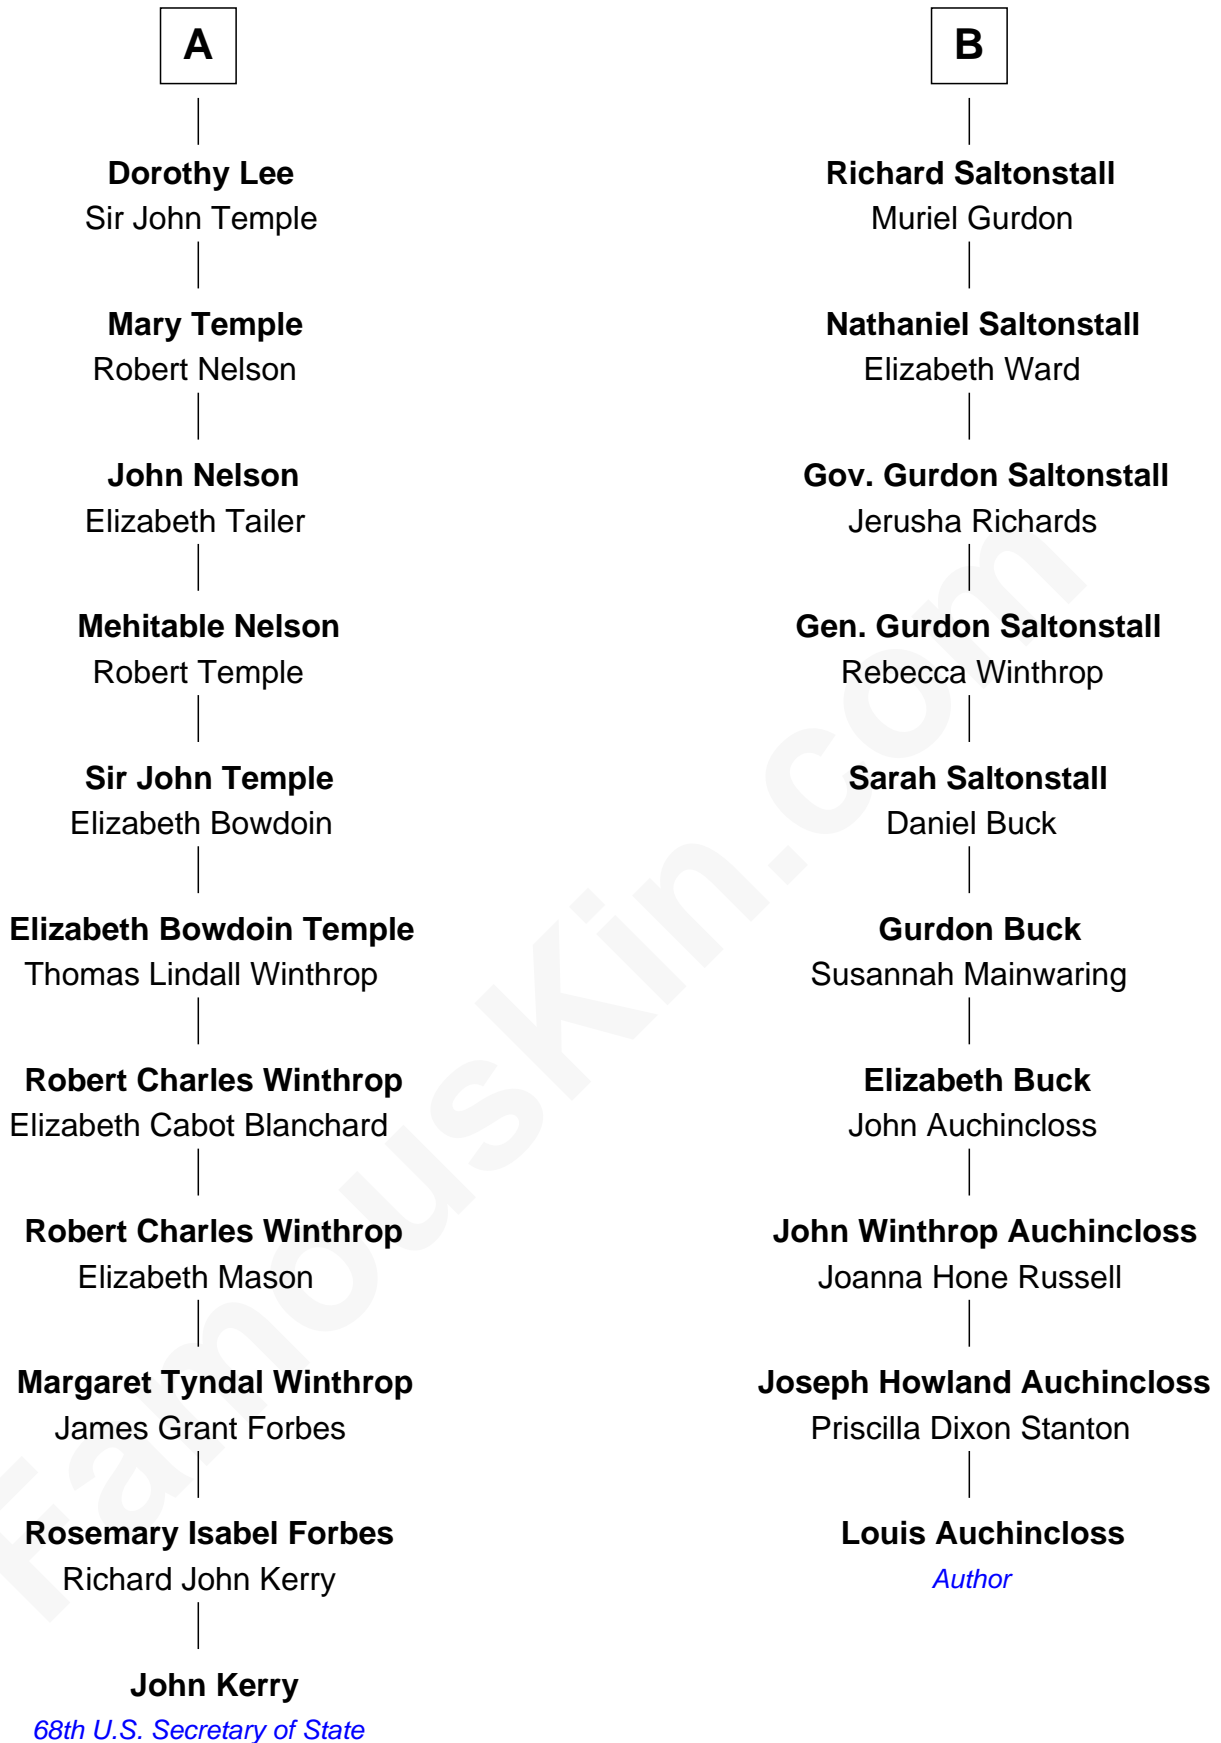 A
Dorothy Lee
Sir John Temple
Mary Temple
Robert Nelson
John Nelson
Elizabeth Tailer
Mehitable Nelson
Robert Temple
Sir John Temple
Elizabeth Bowdoin
Elizabeth Bowdoin Temple
Thomas Lindall Winthrop
Robert Charles Winthrop
Elizabeth Cabot Blanchard
Robert Charles Winthrop
Elizabeth Mason
Margaret Tyndal Winthrop
James Grant Forbes
Rosemary Isabel Forbes
Richard John Kerry
John Kerry
68th U.S. Secretary of State
B
Richard Saltonstall
Muriel Gurdon
Nathaniel Saltonstall
Elizabeth Ward
Gov. Gurdon Saltonstall
Jerusha Richards
Gen. Gurdon Saltonstall
Rebecca Winthrop
Sarah Saltonstall
Daniel Buck
Gurdon Buck
Susannah Mainwaring
Elizabeth Buck
John Auchincloss
John Winthrop Auchincloss
Joanna Hone Russell
Joseph Howland Auchincloss
Priscilla Dixon Stanton
Louis Auchincloss
Author
FamousKin.com